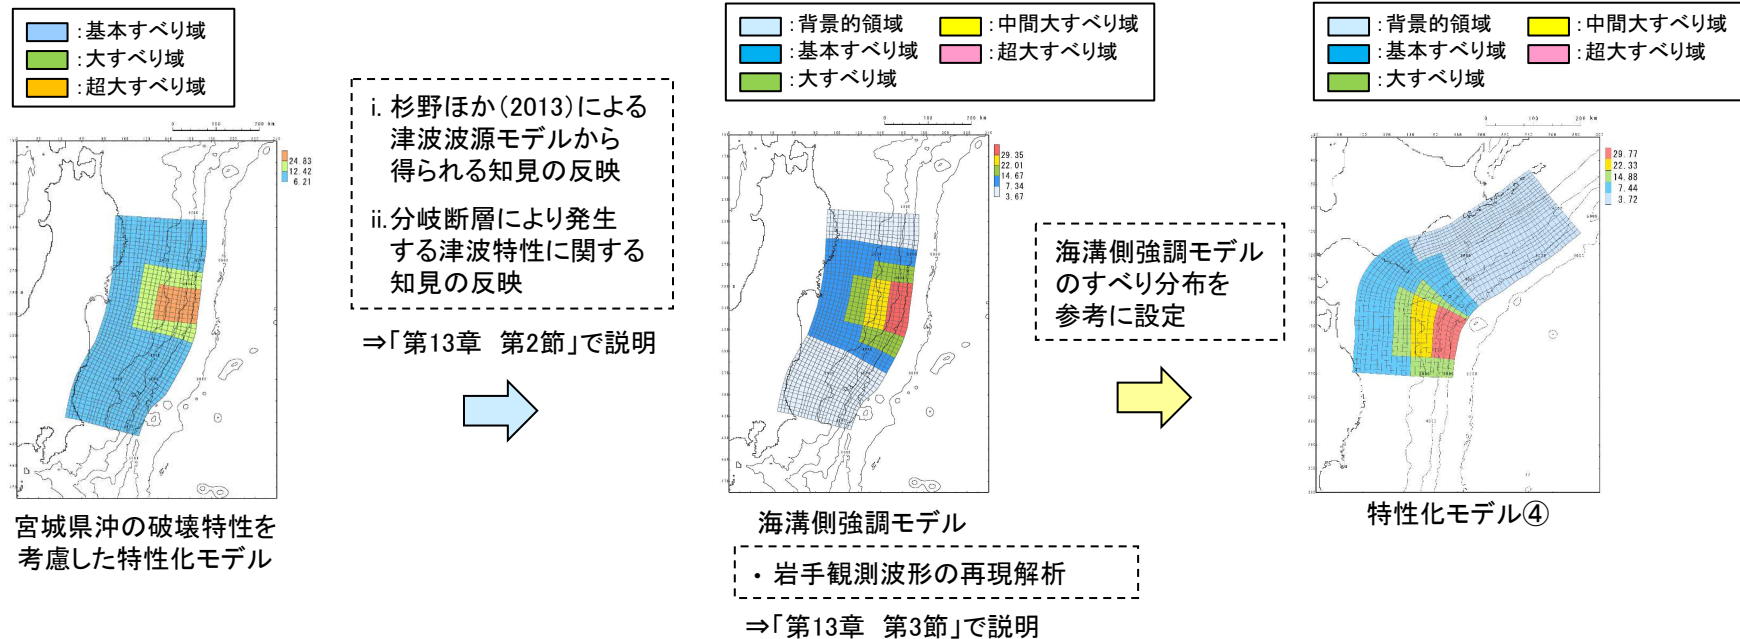 ：基本すべり域
：大すべり域
：超大すべり域
24.83
12.42
6.21
宮城県沖の破壊特性を
考慮した特性化モデル
i. 杉野ほか（2013）による
津波波源モデルから
得られる知見の反映
ii.分岐断層により発生
する津波特性に関する
知見の反映
⇒「第13章　第2節」で説明
：背景的領域
：基本すべり域
：大すべり域
：中間大すべり域
：超大すべり域
0 100 200 km
29.35
22.01
14.67
7.34
3.67
海溝側強調モデル
・ 岩手観測波形の再現解析
⇒「第13章　第3節」で説明
海溝側強調モデル
のすべり分布を
参考に設定
：背景的領域
：基本すべり域
：大すべり域
：中間大すべり域
：超大すべり域
0 100 200 km
29.77
22.33
14.88
7.44
3.72
特性化モデル④